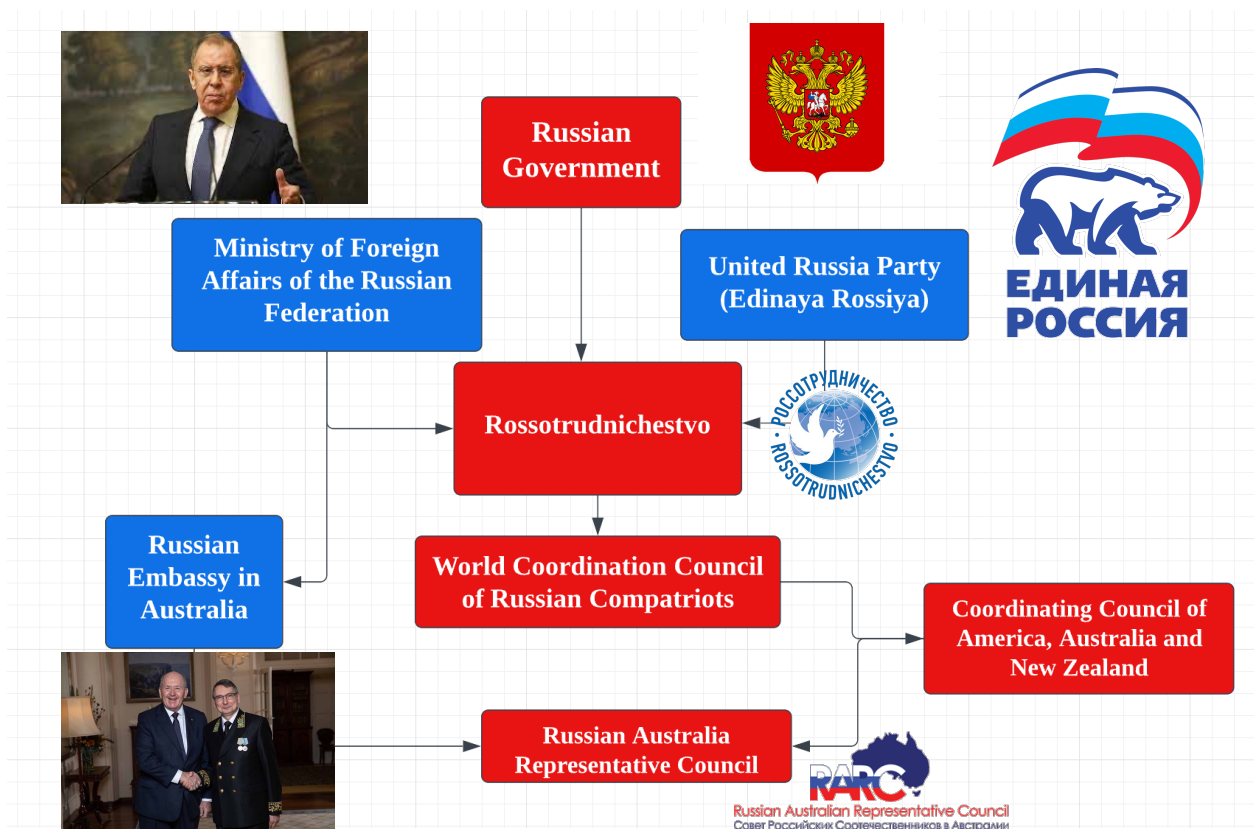 Russian
Government
Ministry of Foreign
Affairs of the Russian
Federation
United Russia Party
(Edinaya Rossiya)
ЕДИНАЯ
РОССИЯ
Rossotrudnichestvo
РОССОТРУДНИЧЕСТВО
ROSSOTRUDNICHESTVO
Russian
Embassy in
Australia
World Coordination Council
of Russian Compatriots
Coordinating Council of
America, Australia and
New Zealand
Russian Australia
Representative Council
RARC
Russian Australian Representative Council
Совет Российских Соотечественников в Австралии